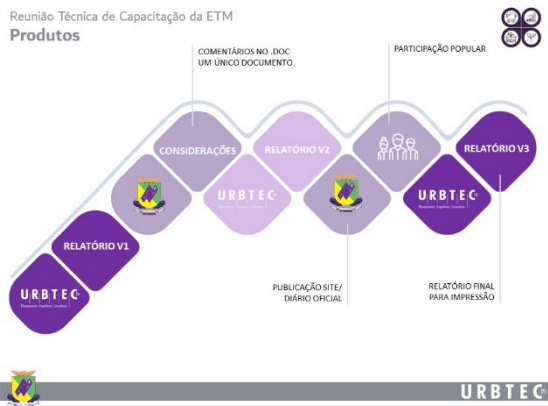 Reunião Técnica de Capacitação da ETM
Produtos
COMENTÁRIOS NO .DOC
UM ÚNICO DOCUMENTO
PARTICIPAÇÃO POPULAR
CONSIDERAÇÕES
RELATÓRIO V2
RELATÓRIO V3
URBTEC
URBTEC
RELATÓRIO V1
URBTEC
PUBLICAÇÃO SITE/
DIÁRIO OFICIAL
RELATÓRIO FINAL
PARA IMPRESSÃO
URBTEC